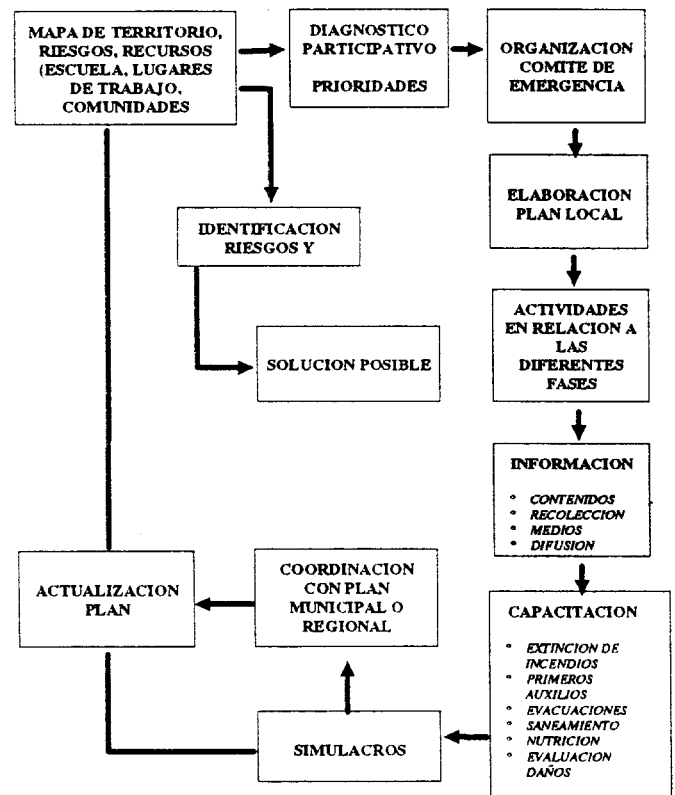 MAPA DE TERRITORIO,
RIESGOS, RECURSOS
(ESCUELA, LUGARES
DE TRABAJO,
COMUNIDADES
DIAGNOSTICO
PARTICIPATIVO
PRIORIDADES
ORGANIZACION
COMITE DE
EMERGENCIA
ELABORACION
PLAN LOCAL
IDENTIFICACION
RIESGOS Y
SOLUCION POSIBLE
ACTIVIDADES
EN RELACION A
LAS
DIFERENTES
FASES
INFORMACION
° CONTENIDOS
° RECOLECCION
° MEDIOS
° DIFUSION
CAPACITACION
° EXTINCION DE
INCENDIOS
° PRIMEROS
AUXILIOS
° EVACUACIONES
° SANEAMIENTO
° NUTRICION
° EVALUACION
DAÑOS
SIMULACROS
COORDINACION
CON PLAN
MUNICIPAL O
REGIONAL
ACTUALIZACION
PLAN